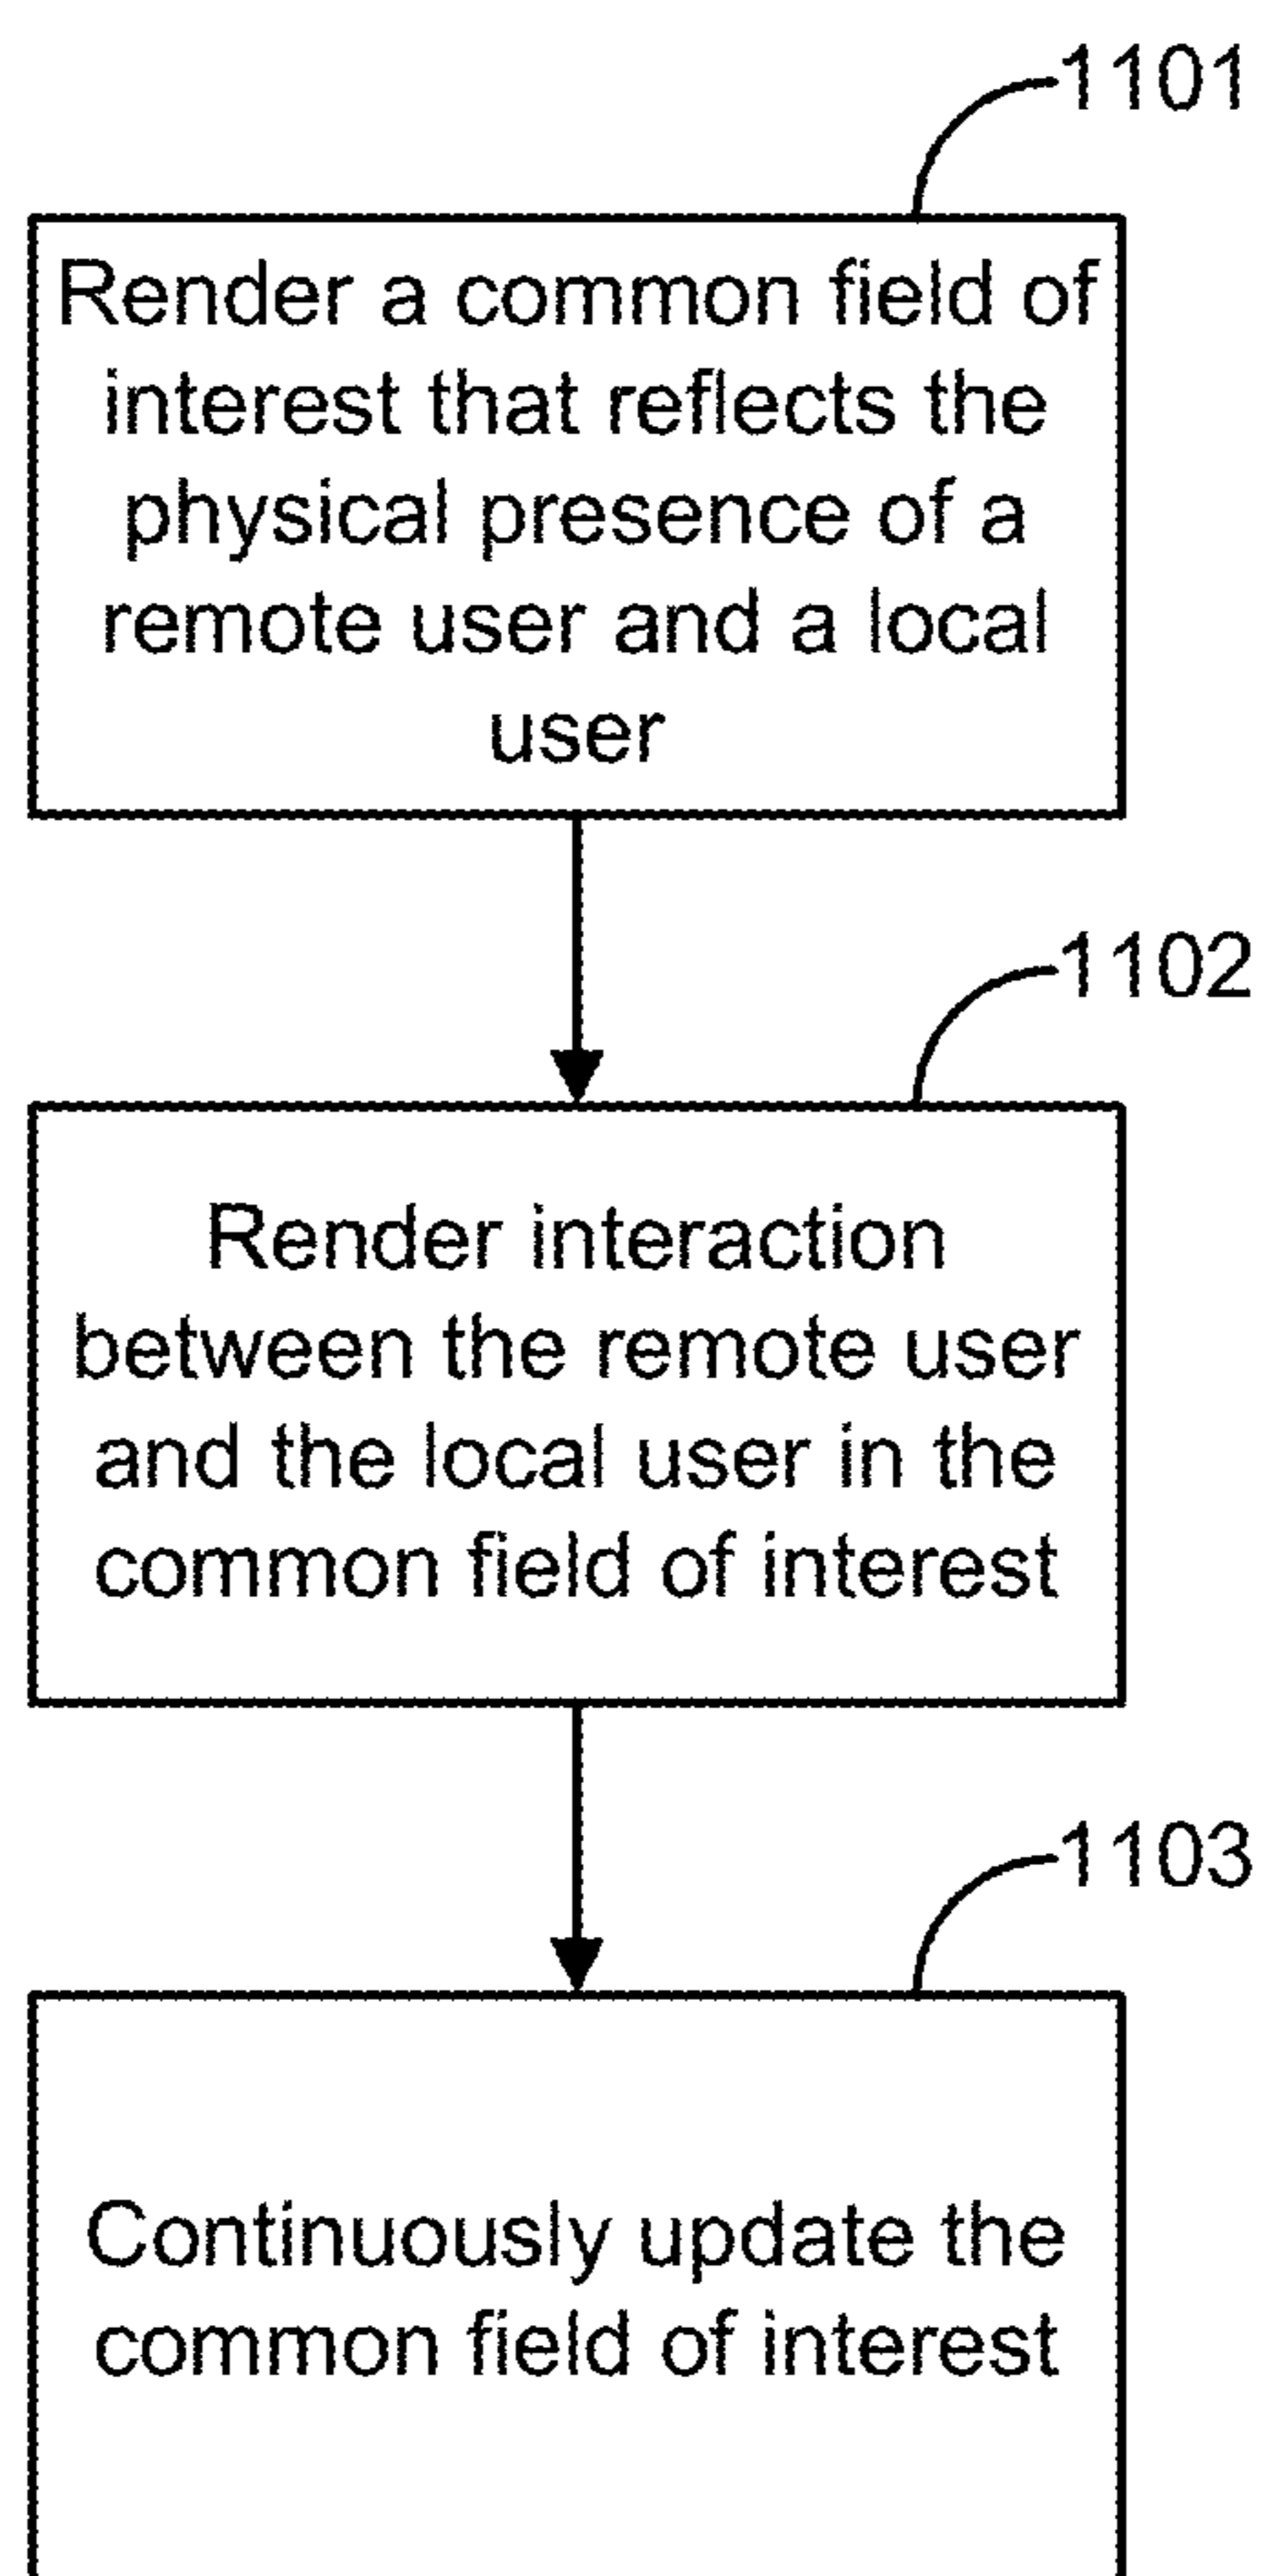 1101
Render a common field of
interest that reflects the
physical presence of a
remote user and a local
user
1102
Render interaction
between the remote user
and the local user in the
common field of interest
1103
Continuously update the
common field of interest